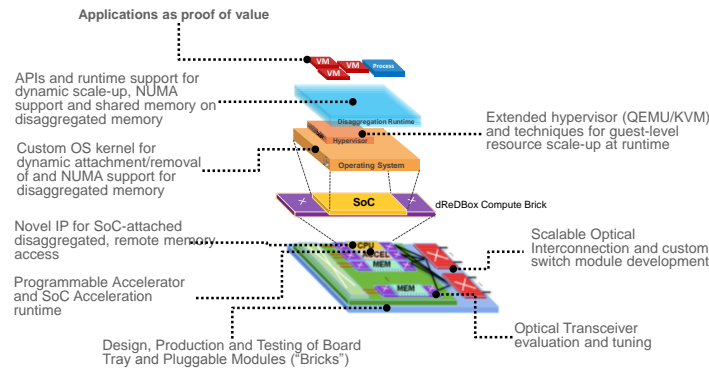 Applications as proof of value
VM
VM
VM
Process
APIs and runtime support for
dynamic scale-up, NUMA
support and shared memory on
disaggregated memory
Disaggregation Runtime
Extended hypervisor (QEMU/KVM)
and techniques for guest-level
resource scale-up at runtime
Hypervisor
Custom OS kernel for
dynamic attachment/removal
of and NUMA support for
disaggregated memory
Operating System
SoC
dReDBox Compute Brick
Novel IP for SoC-attached
disaggregated, remote memory
access
CPU
ACCEL
MEM
MEM
Scalable Optical
Interconnection and custom
switch module development
Programmable Accelerator
and SoC Acceleration
runtime
Optical Transceiver
evaluation and tuning
Design, Production and Testing of Board
Tray and Pluggable Modules (“Bricks”)